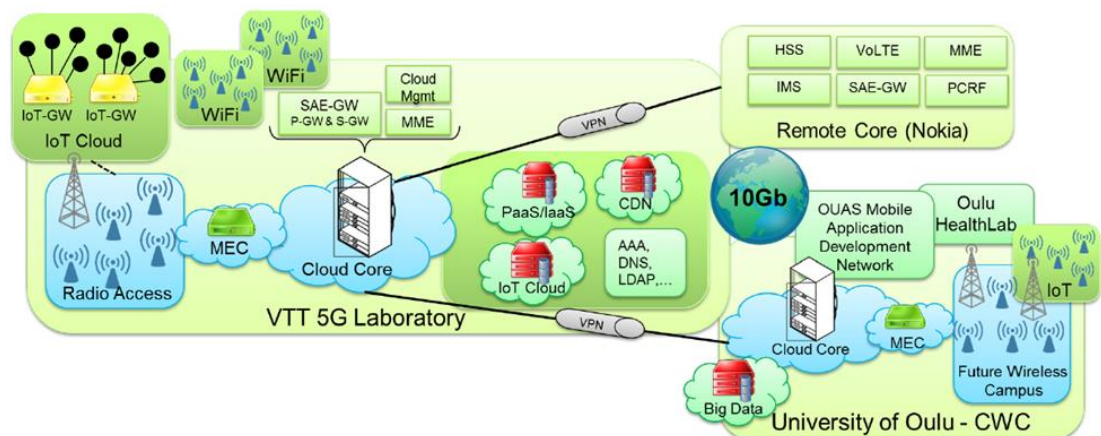 IoT-GW
IoT-GW
IoT Cloud
WiFi
WiFi
SAE-GW
P-GW & S-GW
Cloud
Mgmt
MME
Radio Access
MEC
Cloud Core
PaaS/IaaS
CDN
IoT Cloud
AAA,
DNS,
LDAP,...
VTT 5G Laboratory
VPN
VPN
HSS
VoLTE
MME
IMS
SAE-GW
PCRF
Remote Core (Nokia)
10Gb
OUAS Mobile
Application
Development
Network
Oulu
HealthLab
IoT
Cloud Core
MEC
Future Wireless
Campus
Big Data
University of Oulu - CWC